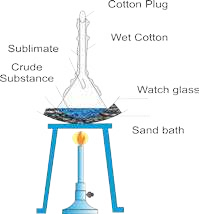 Cotton Plug
Wet Cotton
Sublimate
Crude
Substance
Watch glass
Sand bath